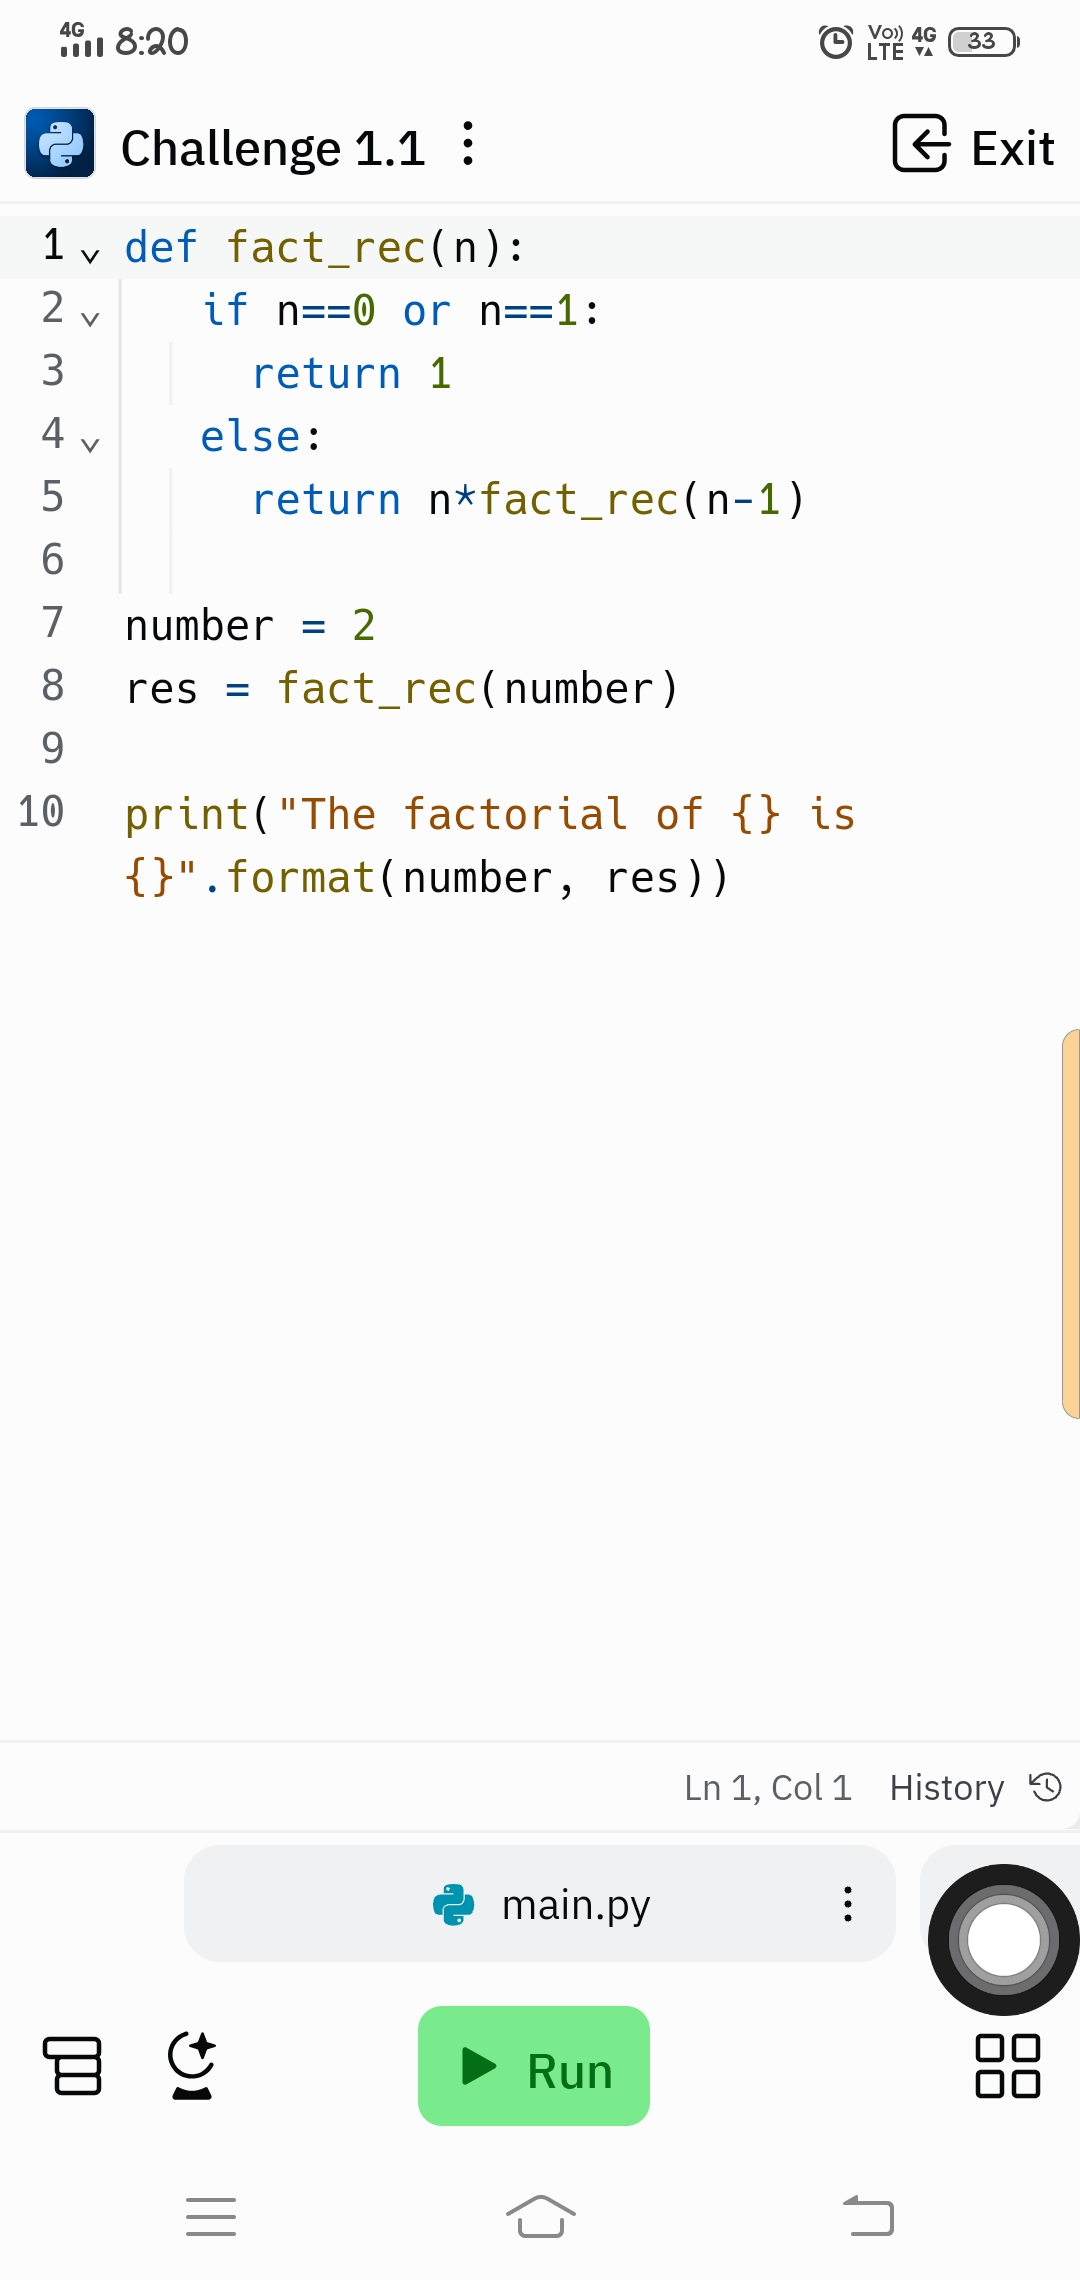 4G 8:20 Vo)) LTE 4G 33
Challenge 1.1 Exit
1 def fact_rec(n):
2    if n==0 or n==1:
3      return 1
4    else:
5      return n*fact_rec(n-1)
6
7 number = 2
8 res = fact_rec(number)
9
10 print("The factorial of {} is
{}".format(number, res))
Ln 1, Col 1 History
main.py
Run